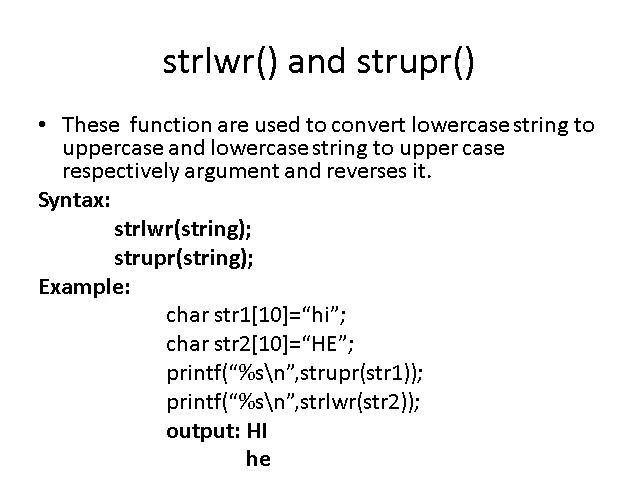 strlwr() and strupr()
• These function are used to convert lowercase string to
uppercase and lowercase string to upper case
respectively argument and reverses it.
Syntax:
strlwr(string);
strupr(string);
Example:
char str1[10]=“hi”;
char str2[10]=“HE”;
printf(“%s\n”,strupr(str1));
printf(“%s\n”,strlwr(str2));
output: HI
he